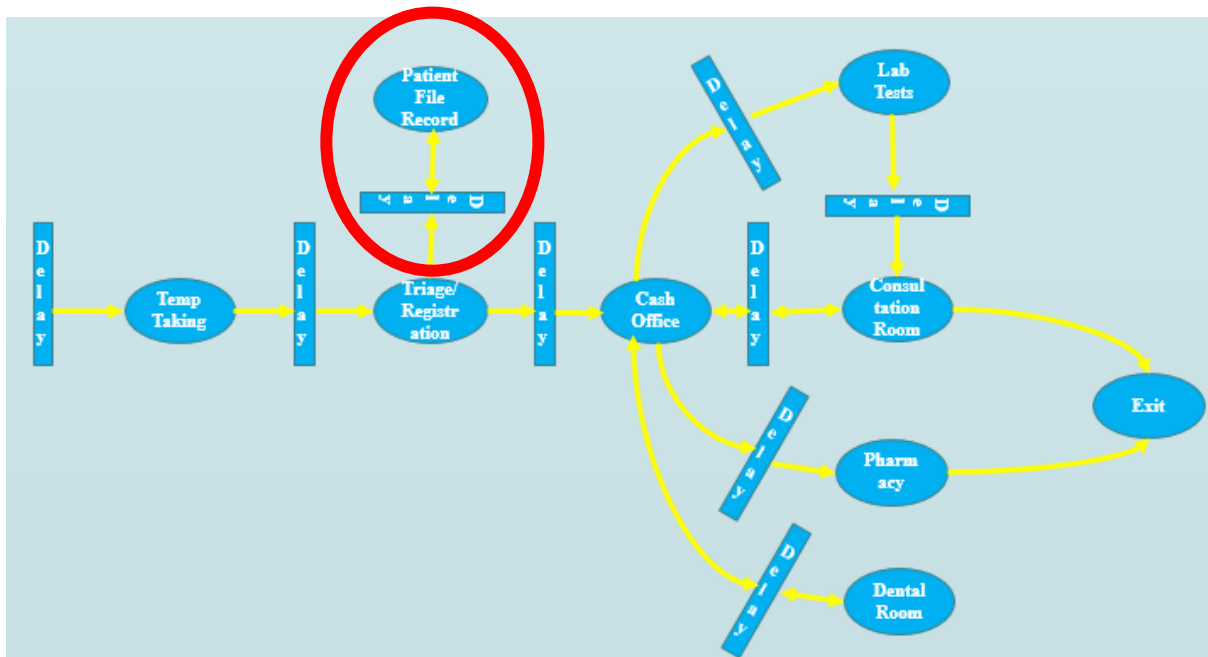 Patient
File
Record
Lab
Tests
Delay
Delay
Delay
Delay
Delay
Delay
Delay
Temp
Taking
Triage/
Registr
ation
Cash
Office
Consul
tation
Room
Exit
Delay
Pharm
acy
Delay
Dental
Room